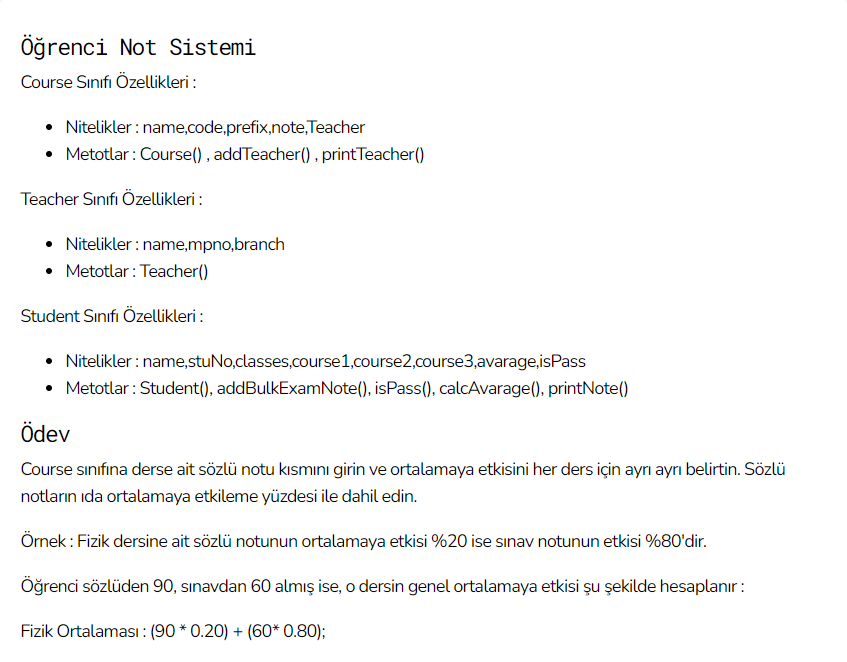 Öğrenci Not Sistemi
Course Sınıfı Özellikleri :
• Nitelikler : name,code,prefix,note,Teacher
• Metotlar : Course() , addTeacher() , printTeacher()
Teacher Sınıfı Özellikleri :
• Nitelikler : name,mpno,branch
• Metotlar : Teacher()
Student Sınıfı Özellikleri :
• Nitelikler : name,stuNo,classes,course1,course2,course3,avarage,isPass
• Metotlar : Student(), addBulkExamNote(), isPass(), calcAvarage(), printNote()
Ödev
Course sınıfına derse ait sözlü notu kısmını girin ve ortalamaya etkisini her ders için ayrı ayrı belirtin. Sözlü
notların ıda ortalamaya etkileme yüzdesi ile dahil edin.
Örnek : Fizik dersine ait sözlü notunun ortalamaya etkisi %20 ise sınav notunun etkisi %80'dir.
Öğrenci sözlüden 90, sınavdan 60 almış ise, o dersin genel ortalamaya etkisi şu şekilde hesaplanır :
Fizik Ortalaması : (90 * 0.20) + (60* 0.80);